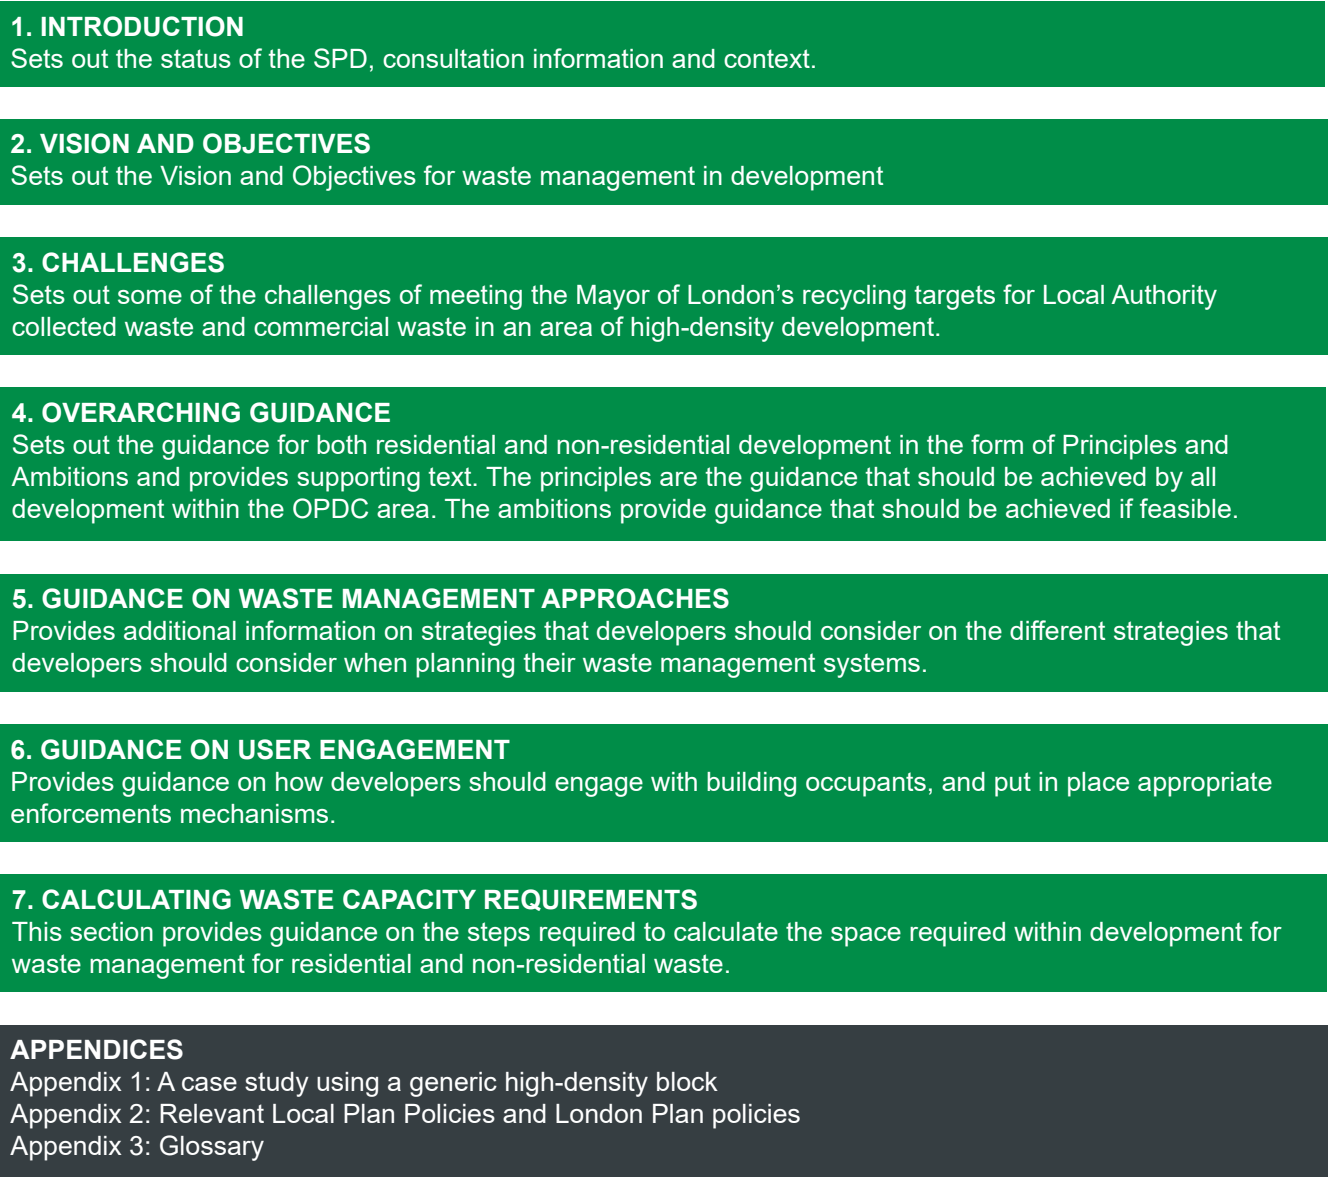 1. INTRODUCTION
Sets out the status of the SPD, consultation information and context.
2. VISION AND OBJECTIVES
Sets out the Vision and Objectives for waste management in development
3. CHALLENGES
Sets out some of the challenges of meeting the Mayor of London’s recycling targets for Local Authority
collected waste and commercial waste in an area of high-density development.
4. OVERARCHING GUIDANCE
Sets out the guidance for both residential and non-residential development in the form of Principles and
Ambitions and provides supporting text. The principles are the guidance that should be achieved by all
development within the OPDC area. The ambitions provide guidance that should be achieved if feasible.
5. GUIDANCE ON WASTE MANAGEMENT APPROACHES
Provides additional information on strategies that developers should consider on the different strategies that
developers should consider when planning their waste management systems.
6. GUIDANCE ON USER ENGAGEMENT
Provides guidance on how developers should engage with building occupants, and put in place appropriate
enforcements mechanisms.
7. CALCULATING WASTE CAPACITY REQUIREMENTS
This section provides guidance on the steps required to calculate the space required within development for
waste management for residential and non-residential waste.
APPENDICES
Appendix 1: A case study using a generic high-density block
Appendix 2: Relevant Local Plan Policies and London Plan policies
Appendix 3: Glossary